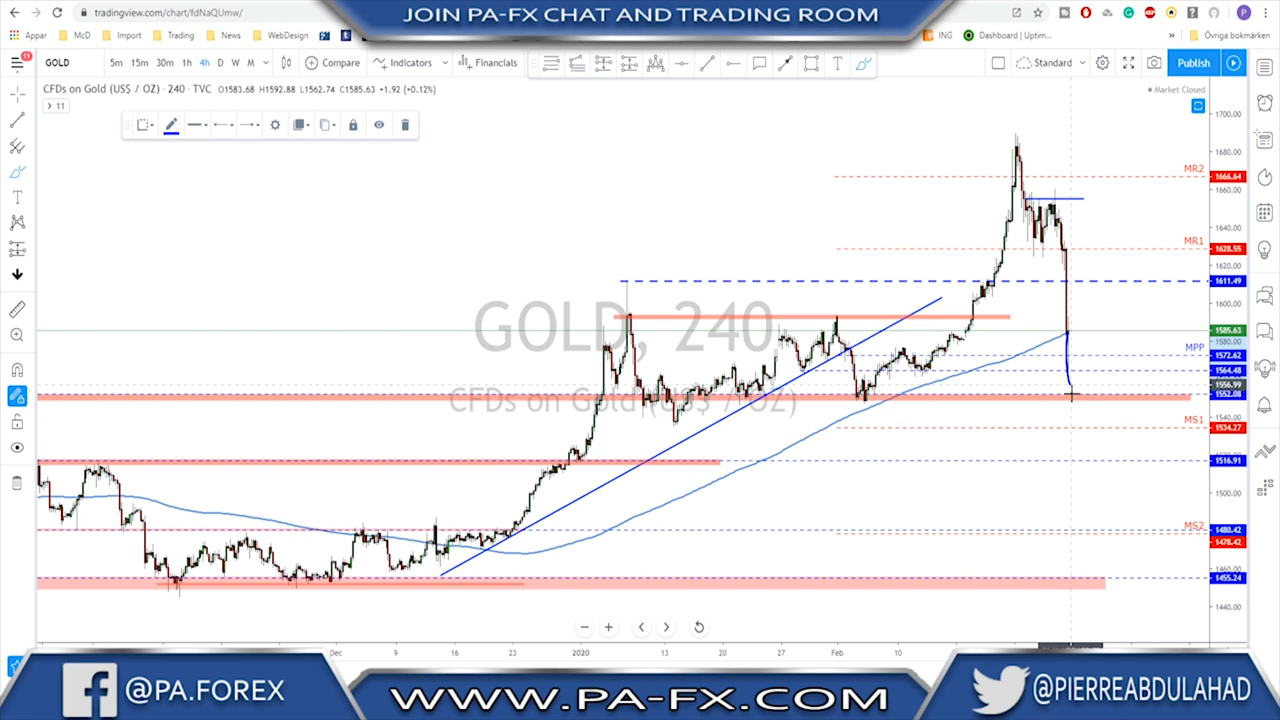 tradingview.com/chart/fdNaQUmw/
JOIN PA-FX CHAT AND TRADING ROOM
Appar McD Import Trading News WebDesign ING Dashboard | Uptim... » Övriga bokmärken
11 GOLD 5m 15m 30m 1h 4h D W M Compare Indicators Financials Standard Publish
CFDs on Gold (US$ / OZ) · 240 · TVC O1583.68 H1592.88 L1562.74 C1585.63 +1.92 (+0.12%)
Market Closed
11
1700.00
1680.00
MR2 1666.64
1660.00
1640.00
MR1 1628.55
1620.00
1611.49
1600.00
GOLD, 240
1585.63
1580.00
MPP 1572.62
1564.48
1556.99
CFDs on Gold (US$ / OZ)
1552.08
1540.00
MS1 1534.27
1516.91
1500.00
MS2 1480.42
1478.42
1460.00
1455.24
1440.00
Dec 9 16 23 2020 13 20 27 Feb 10
@PA.FOREX
WWW.PA-FX.COM
@PIERREABDULAHAD